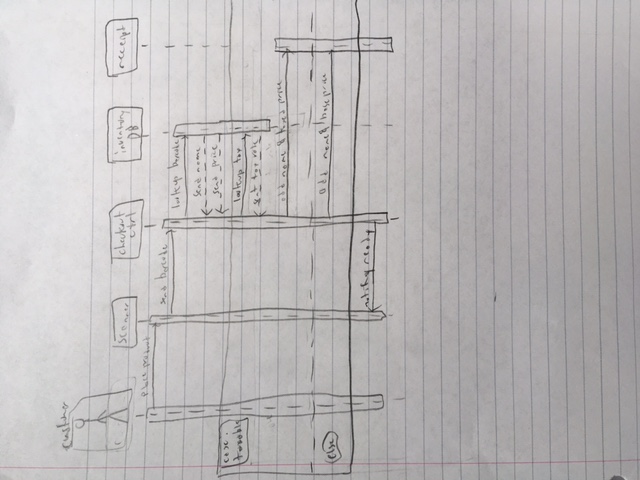 customer
scanner
checkout
ctrl
inventory
DB
receipt
place product
send barcode
lookup barcode
send name
send price
case:
taxable
lookup tax
send tax rate
add name & taxed price
else
add name & base price
notify ready